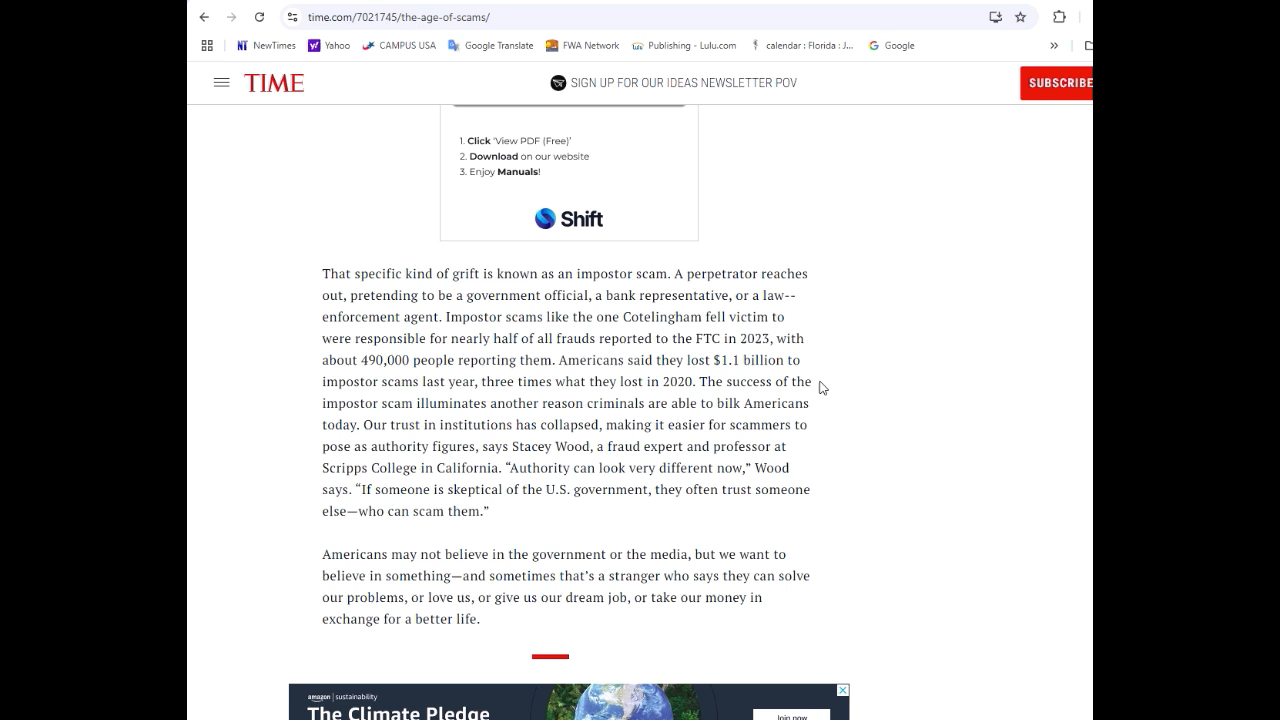 time.com/7021745/the-age-of-scams/
NewTimes Yahoo CAMPUS USA Google Translate FWA Network Publishing - Lulu.com calendar : Florida : J... Google »
TIME SIGN UP FOR OUR IDEAS NEWSLETTER POV SUBSCRIBE
1. Click 'View PDF (Free)'
2. Download on our website
3. Enjoy Manuals!
Shift
That specific kind of grift is known as an impostor scam. A perpetrator reaches
out, pretending to be a government official, a bank representative, or a law--
enforcement agent. Impostor scams like the one Cotelingham fell victim to
were responsible for nearly half of all frauds reported to the FTC in 2023, with
about 490,000 people reporting them. Americans said they lost $1.1 billion to
impostor scams last year, three times what they lost in 2020. The success of the
impostor scam illuminates another reason criminals are able to bilk Americans
today. Our trust in institutions has collapsed, making it easier for scammers to
pose as authority figures, says Stacey Wood, a fraud expert and professor at
Scripps College in California. “Authority can look very different now,” Wood
says. “If someone is skeptical of the U.S. government, they often trust someone
else—who can scam them.”
Americans may not believe in the government or the media, but we want to
believe in something—and sometimes that’s a stranger who says they can solve
our problems, or love us, or give us our dream job, or take our money in
exchange for a better life.
amazon | sustainability
The Climate Pledge
Join now